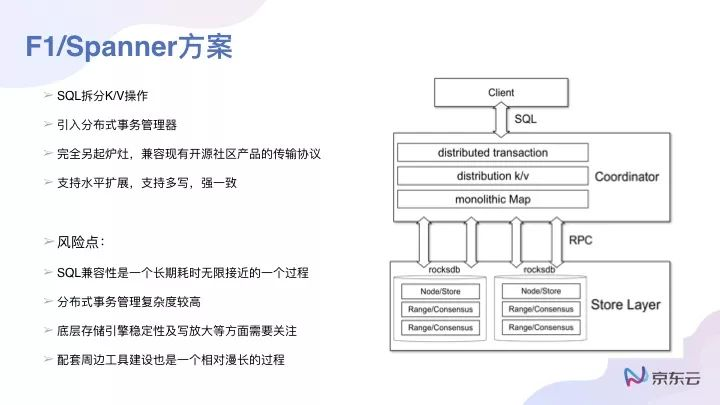 F1/Spanner方案
➢ SQL拆分K/V操作
➢ 引入分布式事务管理器
➢ 完全另起炉灶，兼容现有开源社区产品的传输协议
➢ 支持水平扩展，支持多写，强一致
➢ 风险点：
➢ SQL兼容性是一个长期耗时无限接近的一个过程
➢ 分布式事务管理复杂度较高
➢ 底层存储引擎稳定性及写放大等方面需要关注
➢ 配套周边工具建设也是一个相对漫长的过程
Client
SQL
distributed transaction
distribution k/v
monolithic Map
Coordinator
RPC
rocksdb
Node/Store
Range/Consensus
Range/Consensus
rocksdb
Node/Store
Range/Consensus
Range/Consensus
Store Layer
京东云